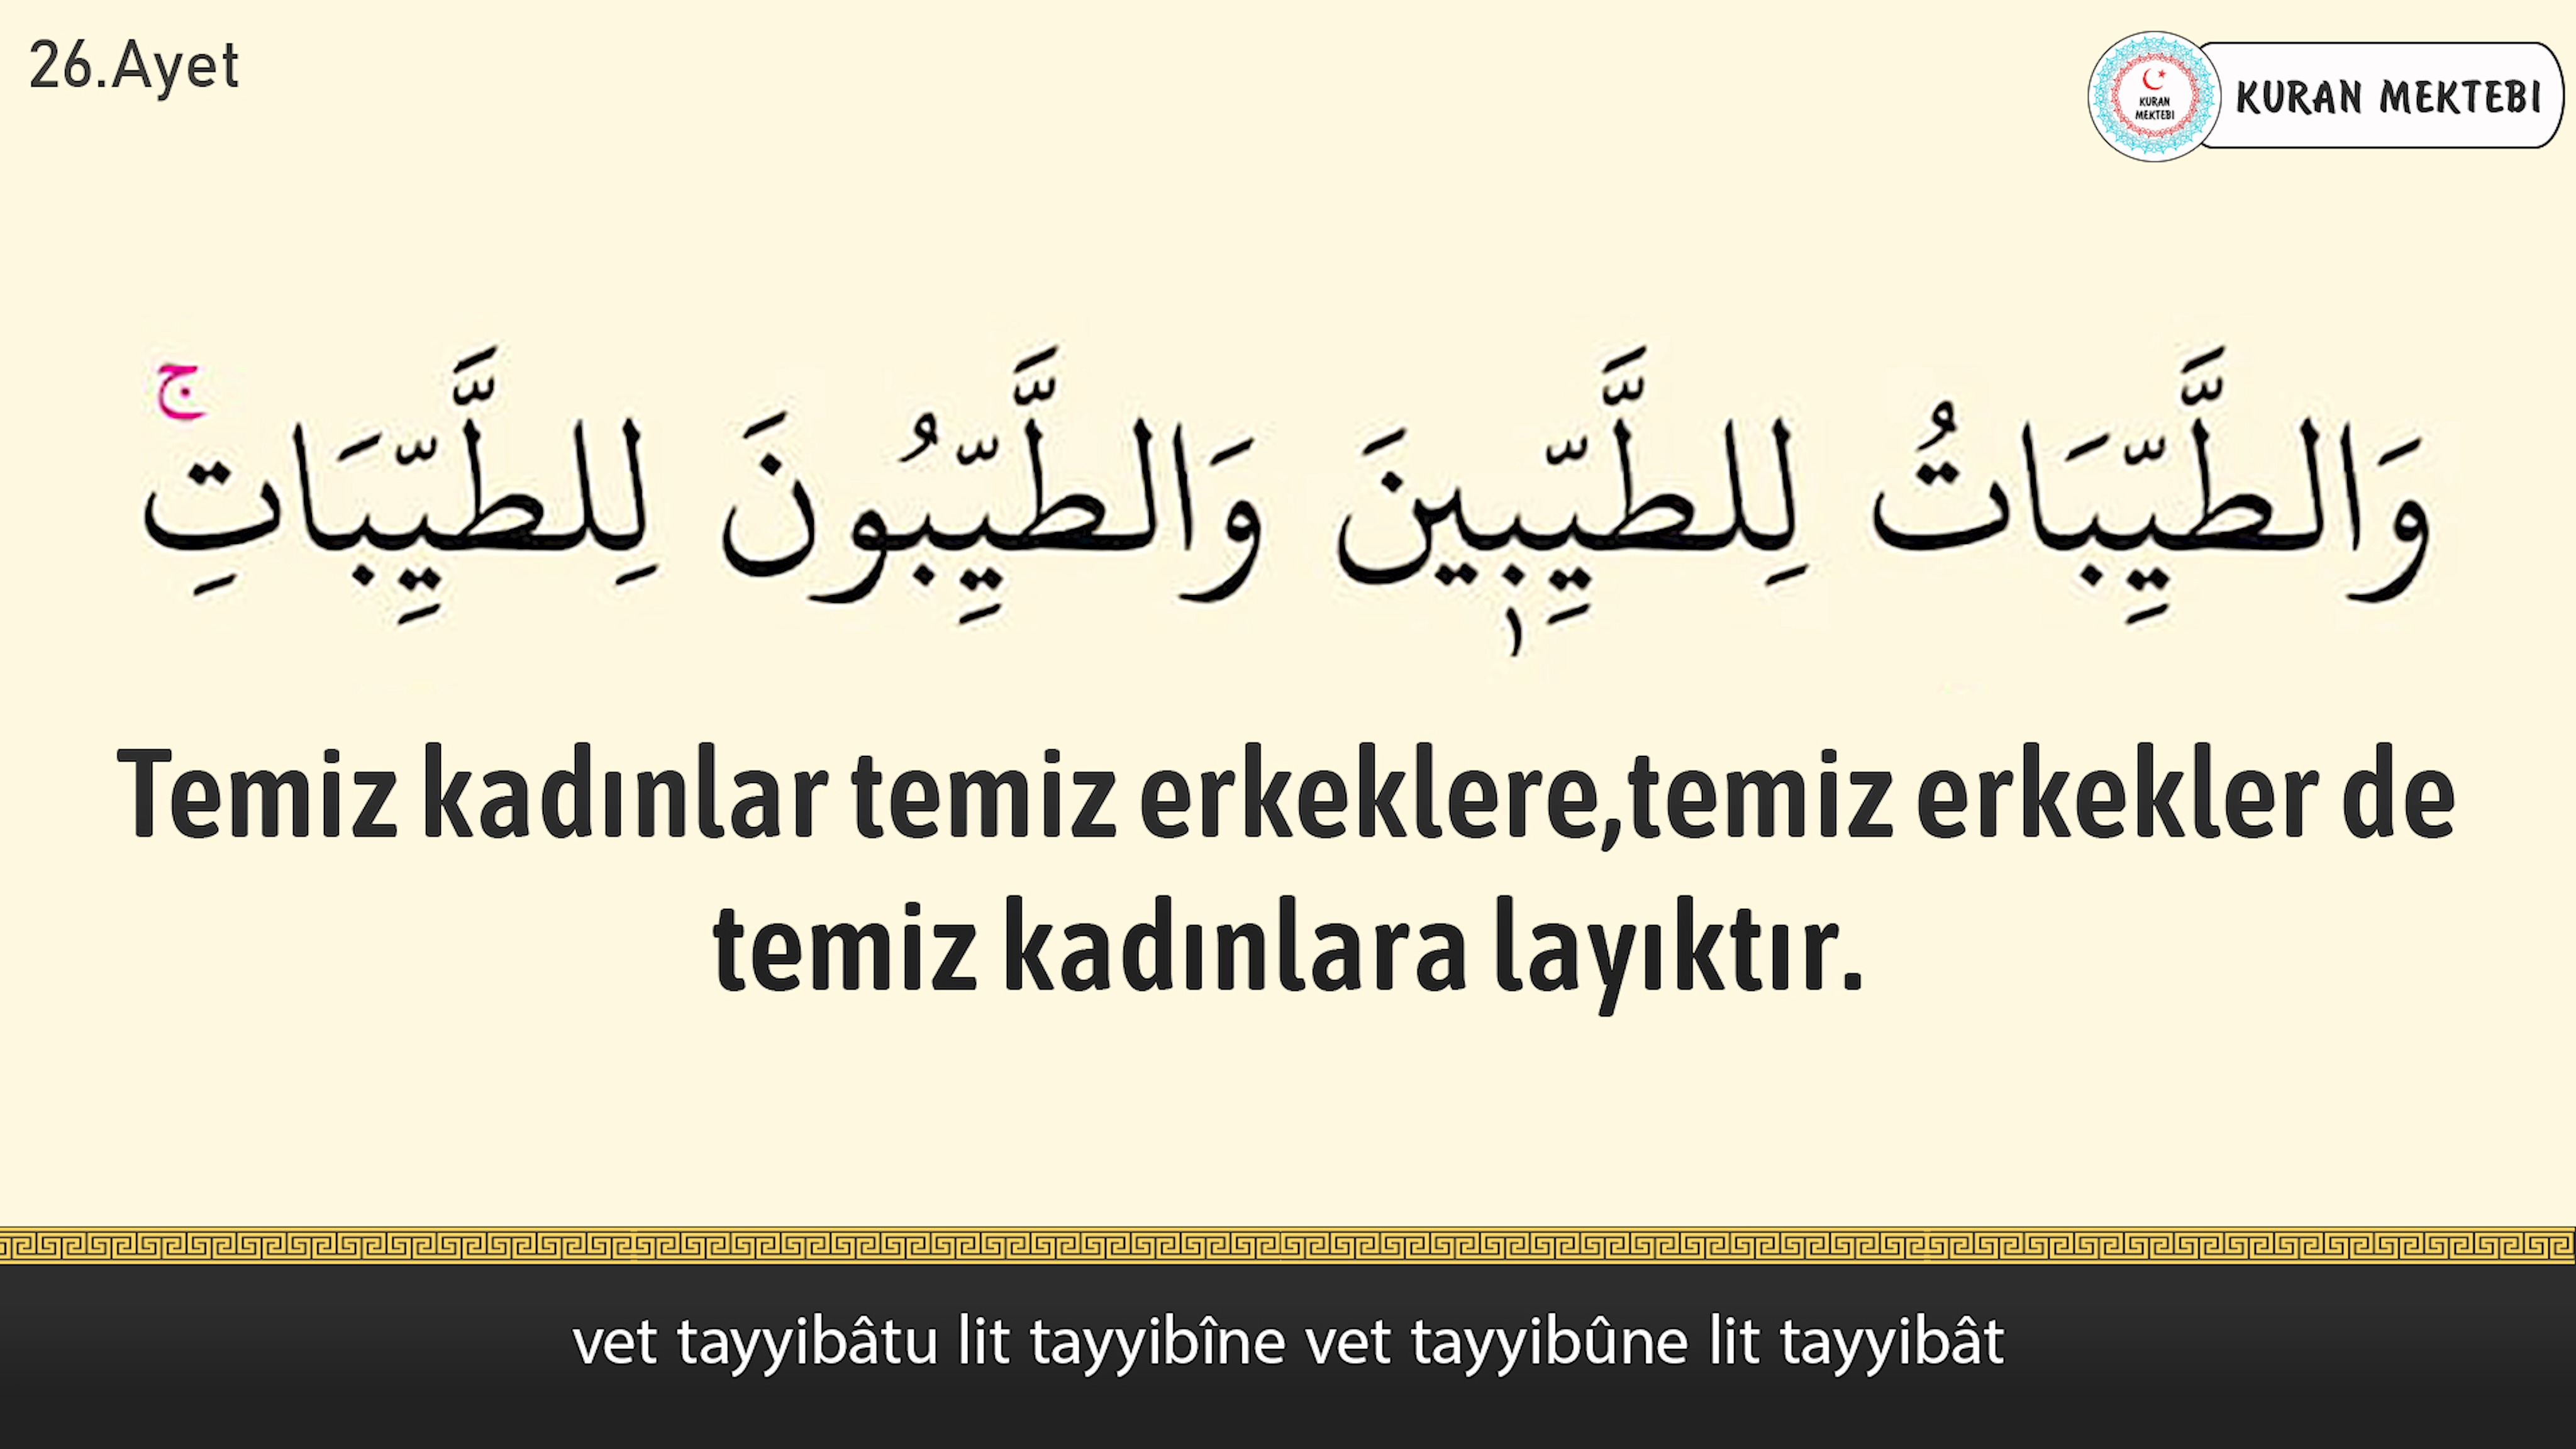 26.Ayet
KURAN
MEKTEBI
KURAN MEKTEBI
ج
وَالطَّيِّبَاتُ لِلطَّيِّبِينَ وَالطَّيِّبُونَ لِلطَّيِّبَاتِ
١
Temiz kadınlar temiz erkeklere,temiz erkekler de
temiz kadınlara layıktır.
vet tayyibâtu lit tayyibîne vet tayyibûne lit tayyibât